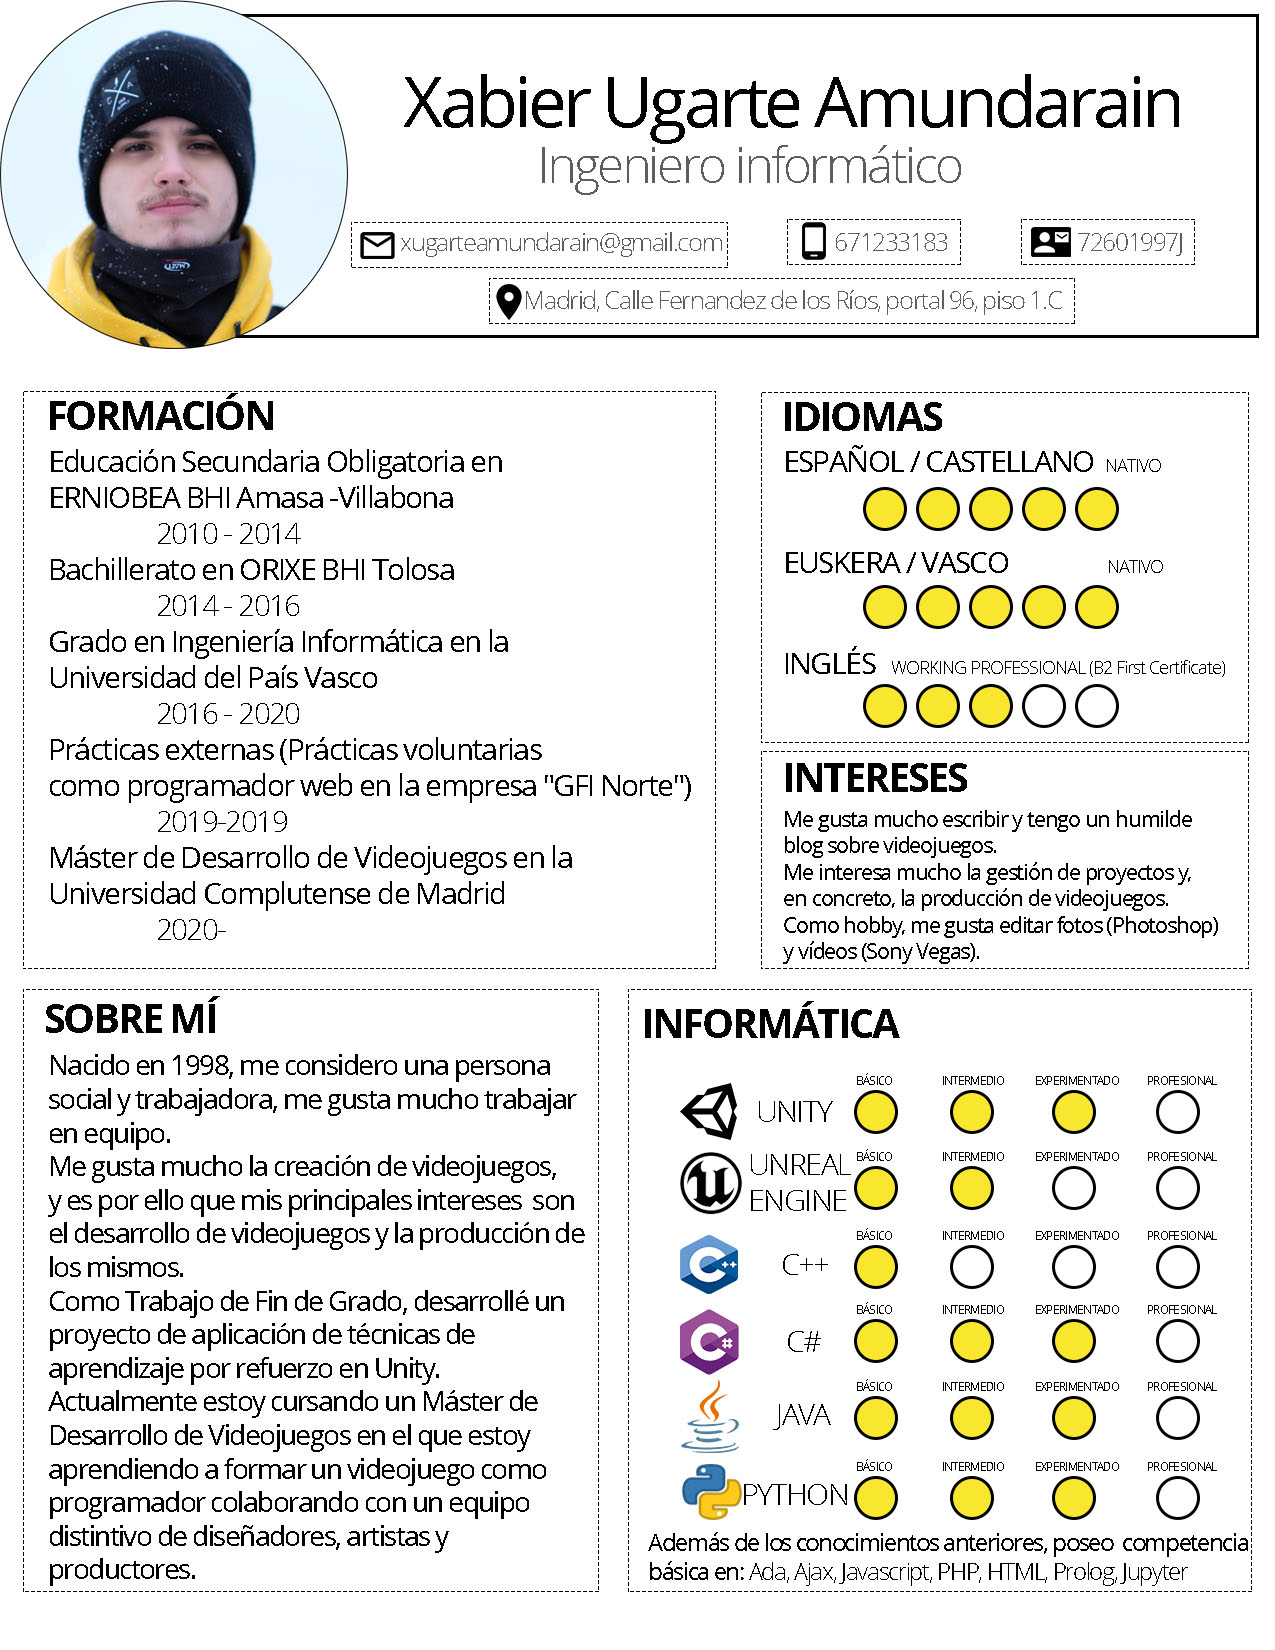 Xabier Ugarte Amundarain
Ingeniero informático
xugarteamundarain@gmail.com
671233183
72601997J
Madrid, Calle Fernandez de los Ríos, portal 96, piso 1.C
FORMACIÓN
Educación Secundaria Obligatoria en
ERNIOBEA BHI Amasa -Villabona
2010 - 2014
Bachillerato en ORIXE BHI Tolosa
2014 - 2016
Grado en Ingeniería Informática en la
Universidad del País Vasco
2016 - 2020
Prácticas externas (Prácticas voluntarias
como programador web en la empresa "GFI Norte")
2019-2019
Máster de Desarrollo de Videojuegos en la
Universidad Complutense de Madrid
2020-
IDIOMAS
ESPAÑOL / CASTELLANO NATIVO
EUSKERA / VASCO NATIVO
INGLÉS WORKING PROFESSIONAL (B2 First Certificate)
INTERESES
Me gusta mucho escribir y tengo un humilde
blog sobre videojuegos.
Me interesa mucho la gestión de proyectos y,
en concreto, la producción de videojuegos.
Como hobby, me gusta editar fotos (Photoshop)
y vídeos (Sony Vegas).
SOBRE MÍ
Nacido en 1998, me considero una persona
social y trabajadora, me gusta mucho trabajar
en equipo.
Me gusta mucho la creación de videojuegos,
y es por ello que mis principales intereses son
el desarrollo de videojuegos y la producción de
los mismos.
Como Trabajo de Fin de Grado, desarrollé un
proyecto de aplicación de técnicas de
aprendizaje por refuerzo en Unity.
Actualmente estoy cursando un Máster de
Desarrollo de Videojuegos en el que estoy
aprendiendo a formar un videojuego como
programador colaborando con un equipo
distintivo de diseñadores, artistas y
productores.
INFORMÁTICA
BÁSICO INTERMEDIO EXPERIMENTADO PROFESIONAL
UNITY
BÁSICO INTERMEDIO EXPERIMENTADO PROFESIONAL
UNREAL
ENGINE
BÁSICO INTERMEDIO EXPERIMENTADO PROFESIONAL
C++
BÁSICO INTERMEDIO EXPERIMENTADO PROFESIONAL
C#
BÁSICO INTERMEDIO EXPERIMENTADO PROFESIONAL
JAVA
BÁSICO INTERMEDIO EXPERIMENTADO PROFESIONAL
PYTHON
Además de los conocimientos anteriores, poseo competencia
básica en: Ada, Ajax, Javascript, PHP, HTML, Prolog, Jupyter